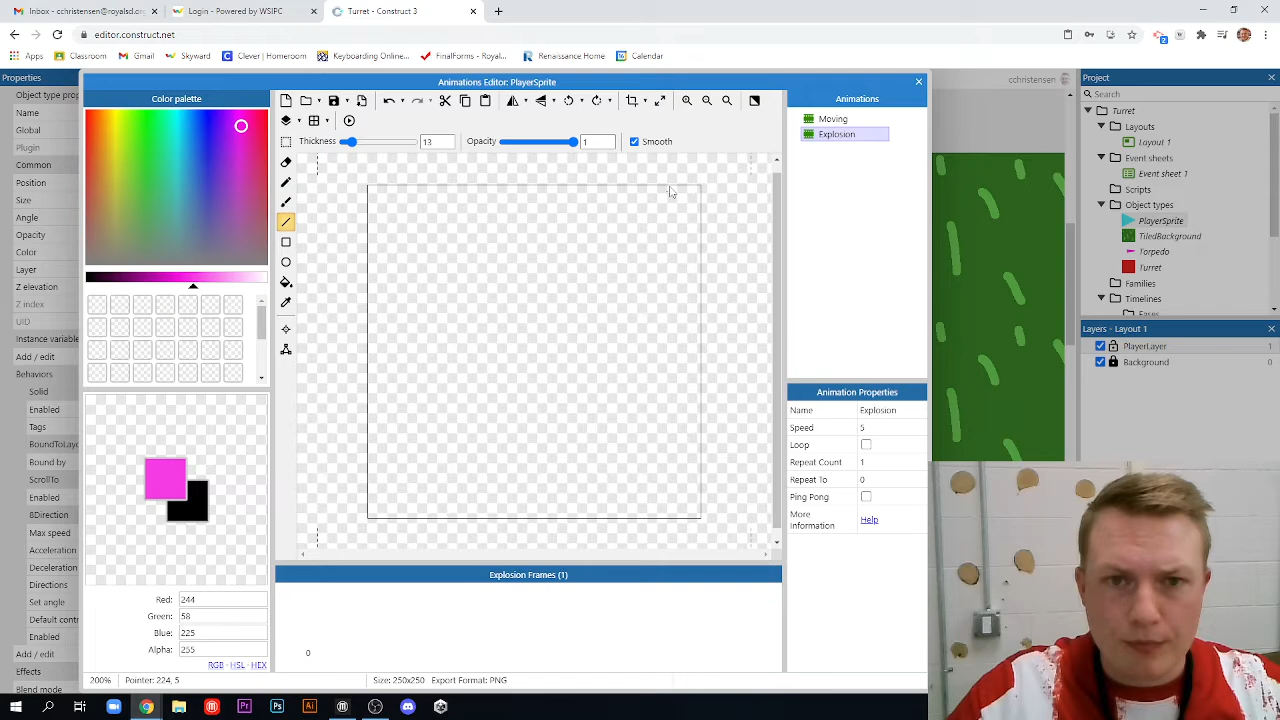 Inbox - cchristensen@royalsd.or
Login - Powered by WSIPC
Turret - Construct 3
editor.construct.net
Apps
Classroom
Gmail
Skyward
Clever | Homeroom
Keyboarding Online...
FinalForms - Royal...
Renaissance Home
Calendar
Properties
Animations Editor: PlayerSprite
cchristensen
Project
Object type prop
Name
Global
Plugin
Common
Position
Size
Angle
Opacity
Color
Layer
Z elevation
Z index
UID
Instance variable
Add / edit
Behaviors
Solid
Enabled
Tags
BoundToLayo
Bound by
ScrollTo
Enabled
8Direction
Max speed
Acceleration
Deceleration
Directions
Set angle
Default contr
Enabled
Add / edit
Effects
Blend mode
Color palette
Red: 244
Green: 58
Blue: 225
Alpha: 255
RGB - HSL - HEX
Thickness 13 Opacity 1 Smooth
Explosion Frames (1)
0
200% Pointer: 224, 5 Size: 250x250 Export Format: PNG
Animations
Moving
Explosion
Animation Properties
Name Explosion
Speed 5
Loop
Repeat Count 1
Repeat To 0
Ping Pong
More Information Help
Search
Turret
Layouts
Layout 1
Event sheets
Event sheet 1
Scripts
Object types
PlayerSprite
TiledBackground
Torpedo
Turret
Families
Timelines
Eases
Layers - Layout 1
PlayerLayer 1
Background 0